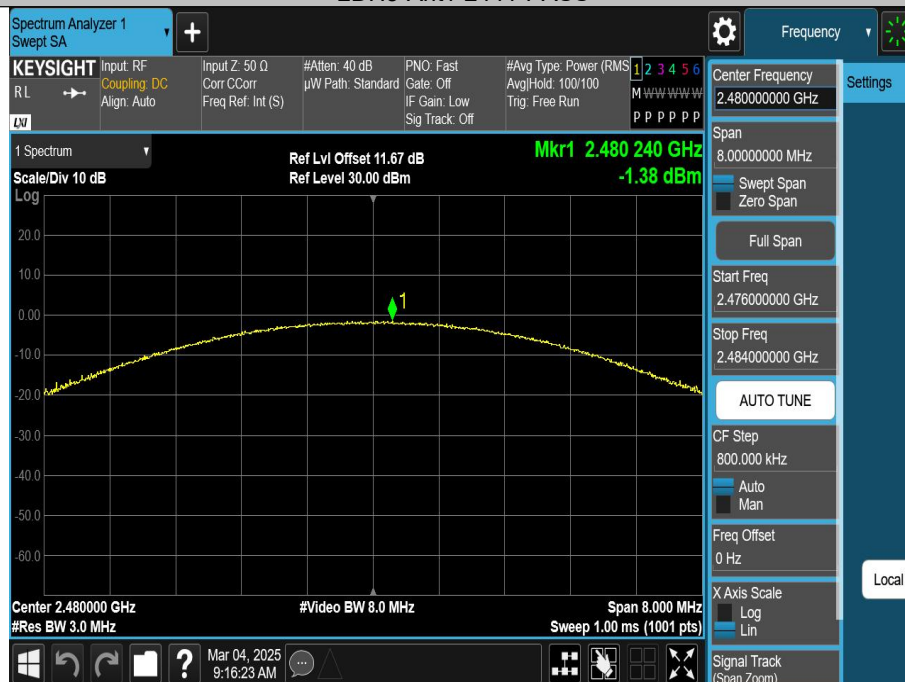 Spectrum Analyzer 1
Swept SA
+
Frequency
KEYSIGHT
RL
LXI
Input: RF
Coupling: DC
Align: Auto
Input Z: 50 Ω
Corr CCorr
Freq Ref: Int (S)
#Atten: 40 dB
µW Path: Standard
PNO: Fast
Gate: Off
IF Gain: Low
Sig Track: Off
#Avg Type: Power (RMS
Avg|Hold: 100/100
Trig: Free Run
1 2 3 4 5 6
M W W W W W
P P P P P P
1 Spectrum
Scale/Div 10 dB
Log
Ref Lvl Offset 11.67 dB
Ref Level 30.00 dBm
Mkr1 2.480 240 GHz
-1.38 dBm
20.0
10.0
0.00
-10.0
-20.0
-30.0
-40.0
-50.0
-60.0
1
Center 2.480000 GHz
#Res BW 3.0 MHz
#Video BW 8.0 MHz
Span 8.000 MHz
Sweep 1.00 ms (1001 pts)
?
Mar 04, 2025
9:16:23 AM
Center Frequency
2.480000000 GHz
Settings
Span
8.00000000 MHz
Swept Span
Zero Span
Full Span
Start Freq
2.476000000 GHz
Stop Freq
2.484000000 GHz
AUTO TUNE
CF Step
800.000 kHz
Auto
Man
Freq Offset
0 Hz
Local
X Axis Scale
Log
Lin
Signal Track
(Span Zoom)